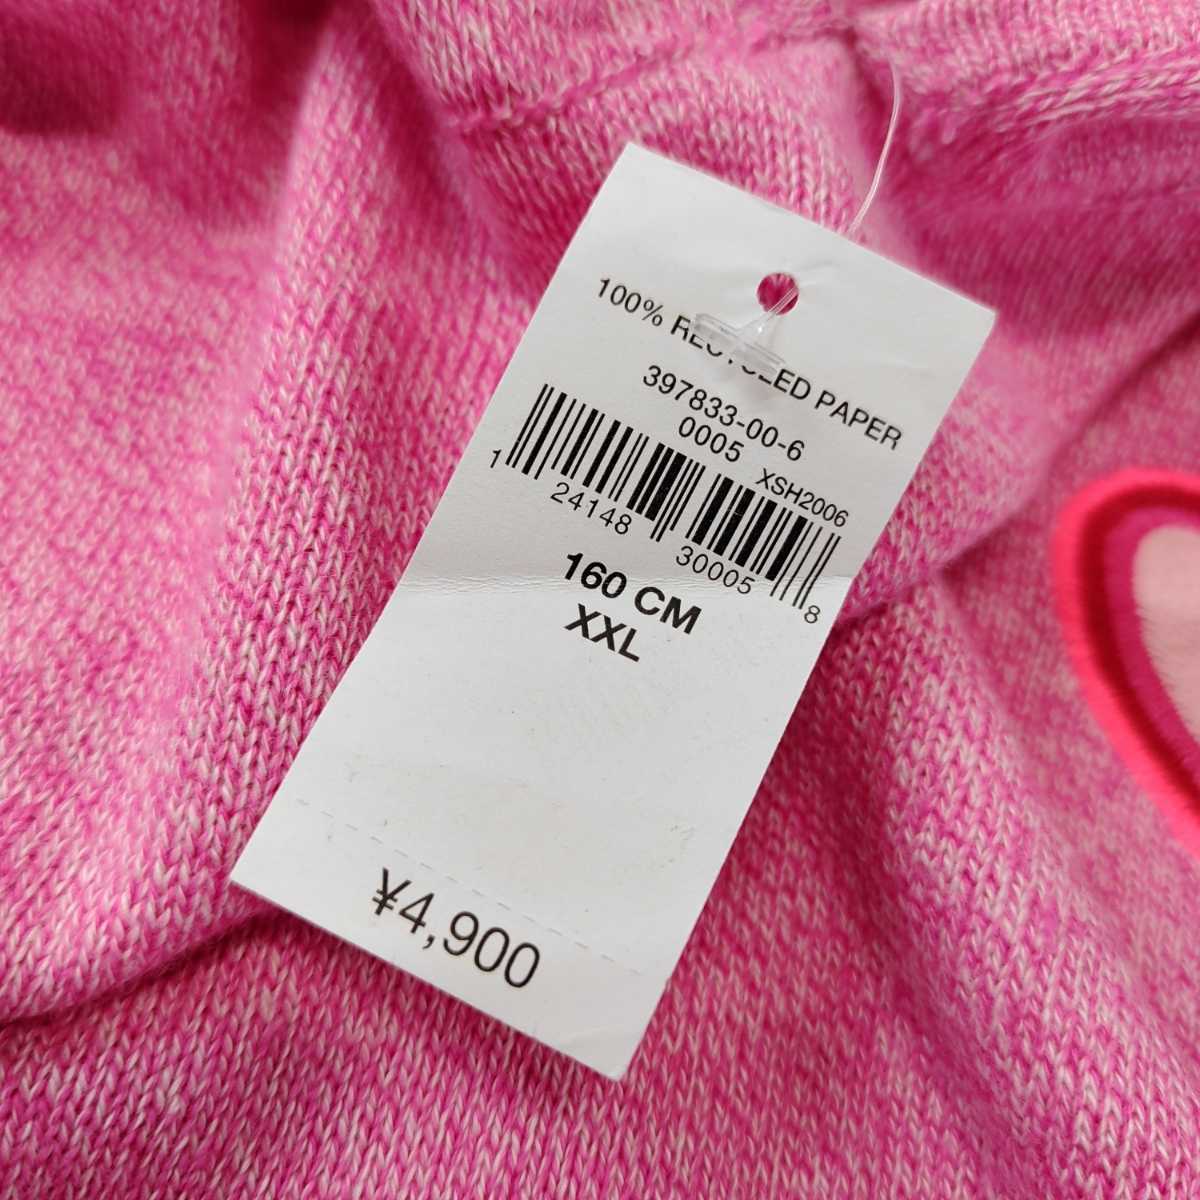 100% RECYCLED PAPER
397833-00-6
0005 XSH2006
1 24148 30005 8
160 CM
XXL
¥4,900